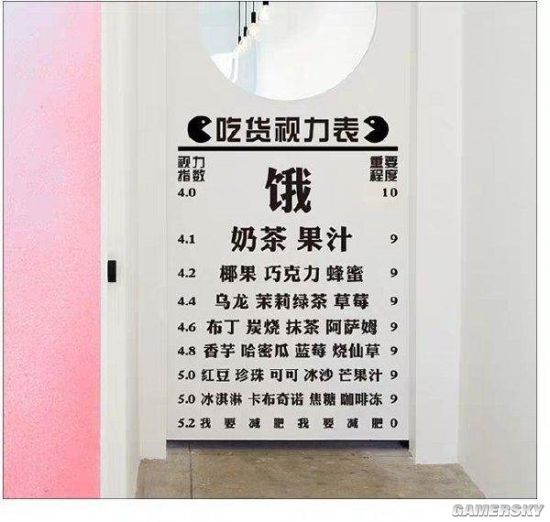 吃货视力表
视力指数 重要程度
4.0 饿 10
4.1 奶茶 果汁 9
4.2 椰果 巧克力 蜂蜜 9
4.4 乌龙 茉莉绿茶 草莓 9
4.6 布丁 炭烧 抹茶 阿萨姆 9
4.8 香芋 哈密瓜 蓝莓 烧仙草 9
5.0 红豆 珍珠 可可 冰沙 芒果汁 9
5.0 冰淇淋 卡布奇诺 焦糖 咖啡冻 9
5.2 我要减肥我要减肥 0
GAMERSKY